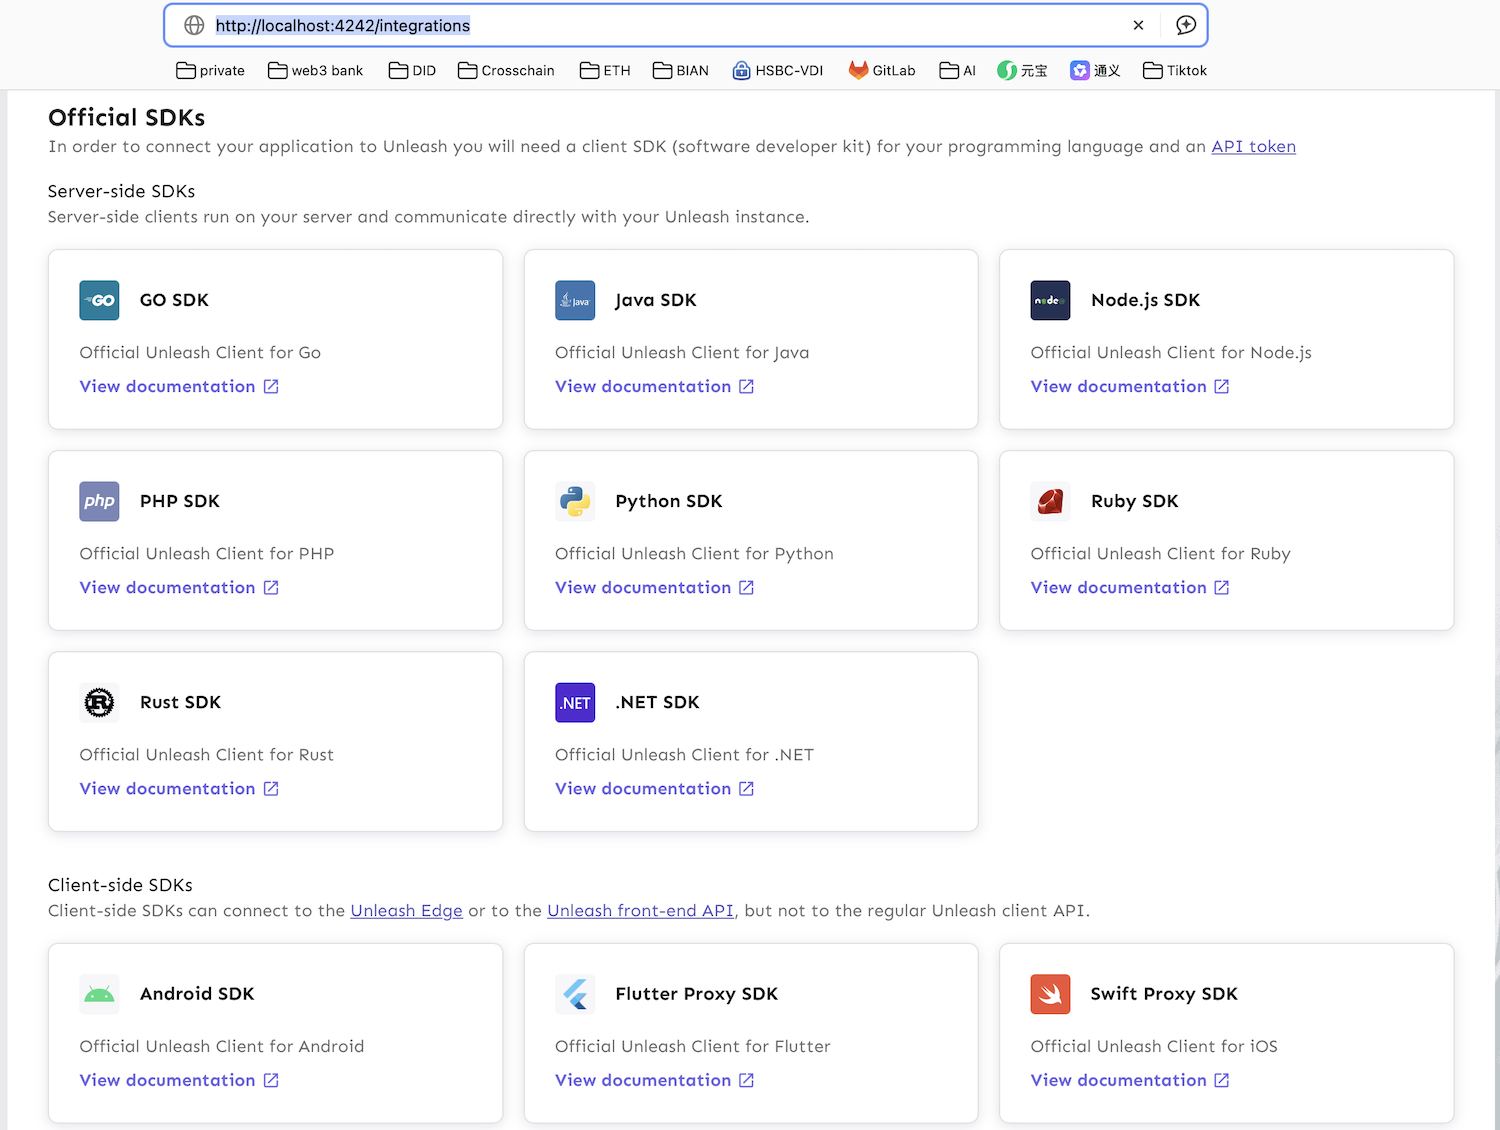 http://localhost:4242/integrations
private web3 bank DID Crosschain ETH BIAN HSBC-VDI GitLab AI 元宝 通义 Tiktok
Official SDKs
In order to connect your application to Unleash you will need a client SDK (software developer kit) for your programming language and an API token
Server-side SDKs
Server-side clients run on your server and communicate directly with your Unleash instance.
GO GO SDK
Official Unleash Client for Go
View documentation
Java Java SDK
Official Unleash Client for Java
View documentation
node Node.js SDK
Official Unleash Client for Node.js
View documentation
php PHP SDK
Official Unleash Client for PHP
View documentation
Python SDK
Official Unleash Client for Python
View documentation
Ruby SDK
Official Unleash Client for Ruby
View documentation
R Rust SDK
Official Unleash Client for Rust
View documentation
.NET .NET SDK
Official Unleash Client for .NET
View documentation
Client-side SDKs
Client-side SDKs can connect to the Unleash Edge or to the Unleash front-end API, but not to the regular Unleash client API.
Android SDK
Official Unleash Client for Android
View documentation
Flutter Proxy SDK
Official Unleash Client for Flutter
View documentation
Swift Proxy SDK
Official Unleash Client for iOS
View documentation